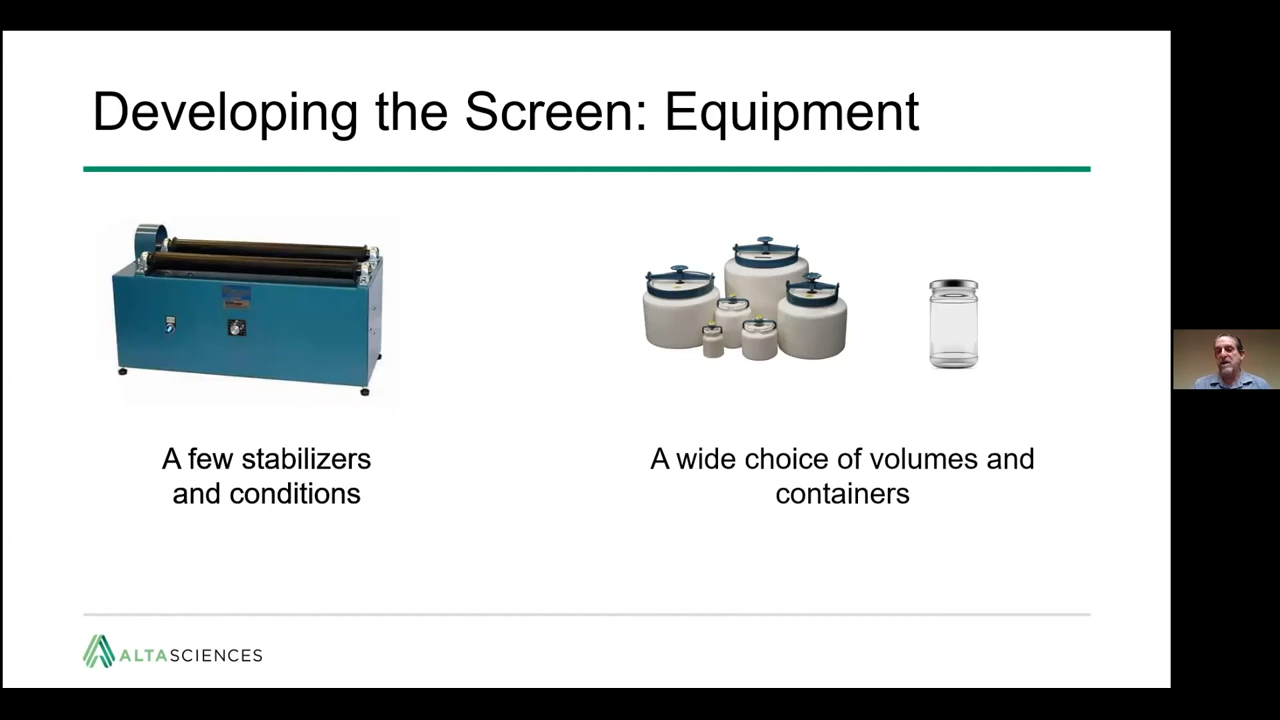 Developing the Screen: Equipment
A few stabilizers
and conditions
A wide choice of volumes and
containers
ALTASCIENCES